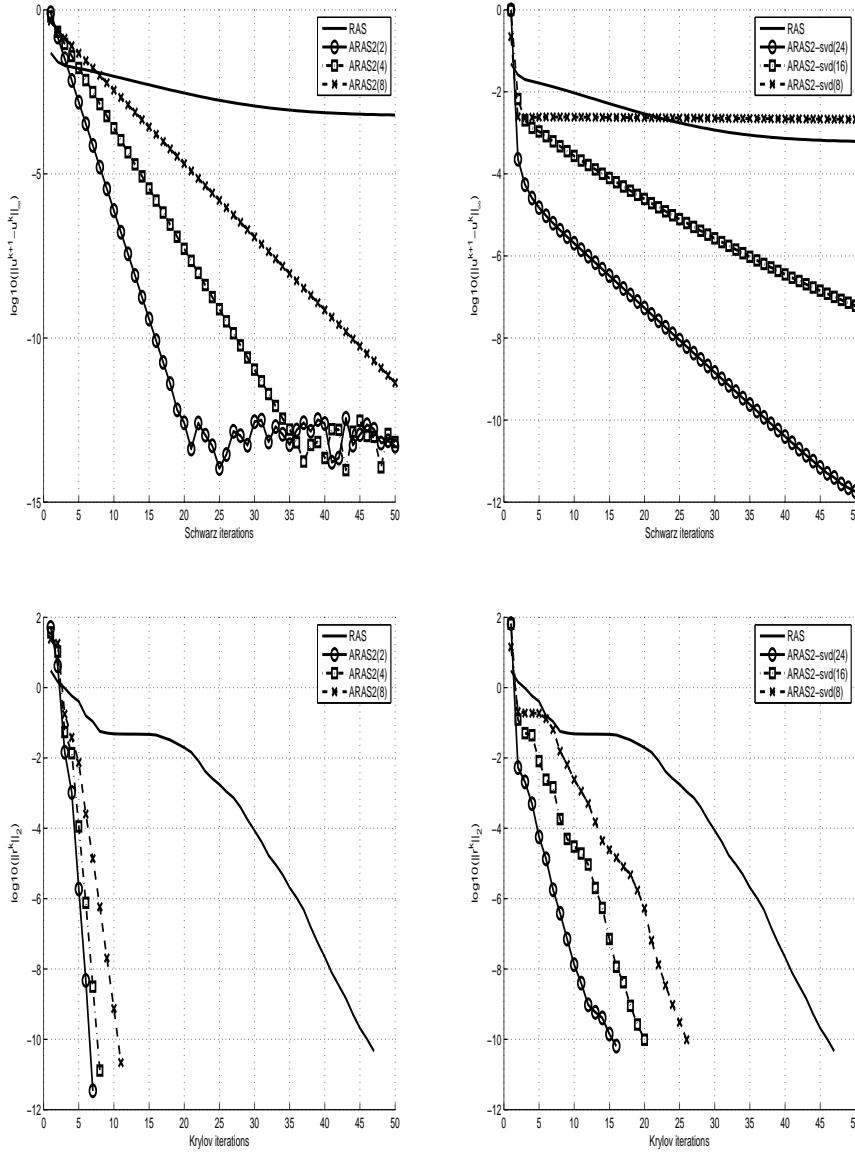 0
−5
−10
−15
0 5 10 15 20 25 30 35 40 45 50
Schwarz iterations
log10(||u^{k+1}−u^k||_∞)
RAS
ARAS2(2)
ARAS2(4)
ARAS2(8)
0
−2
−4
−6
−8
−10
−12
0 5 10 15 20 25 30 35 40 45 50
Schwarz iterations
log10(||u^{k+1}−u^k||_∞)
RAS
ARAS2−svd(24)
ARAS2−svd(16)
ARAS2−svd(8)
2
0
−2
−4
−6
−8
−10
−12
0 5 10 15 20 25 30 35 40 45 50
Krylov iterations
log10(||r^k||_2)
RAS
ARAS2(2)
ARAS2(4)
ARAS2(8)
2
0
−2
−4
−6
−8
−10
−12
0 5 10 15 20 25 30 35 40 45 50
Krylov iterations
log10(||r^k||_2)
RAS
ARAS2−svd(24)
ARAS2−svd(16)
ARAS2−svd(8)